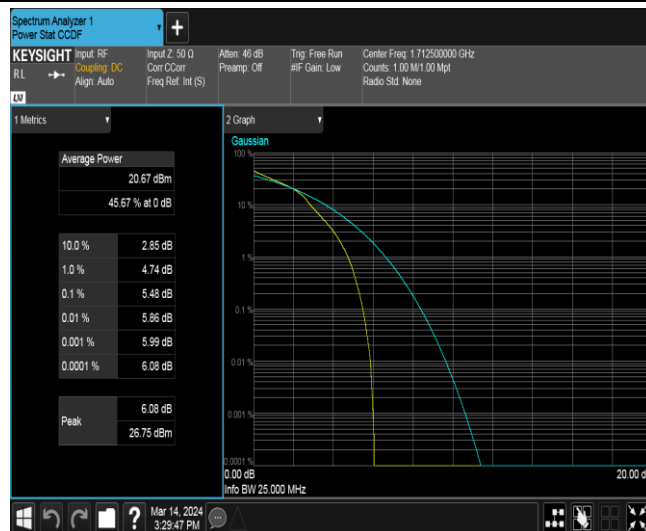 Spectrum Analyzer 1
Power Stat CCDF
+
KEYSIGHT
RL
LXI
Input: RF
Coupling: DC
Align: Auto
Input Z: 50 Ω
Corr CCorr
Freq Ref: Int (S)
Atten: 46 dB
Preamp: Off
Trig: Free Run
#IF Gain: Low
Center Freq: 1.712500000 GHz
Counts: 1.00 M/1.00 Mpt
Radio Std: None
1 Metrics
Average Power
20.67 dBm
45.67 % at 0 dB
10.0 % 2.85 dB
1.0 % 4.74 dB
0.1 % 5.48 dB
0.01 % 5.86 dB
0.001 % 5.99 dB
0.0001 % 6.08 dB
Peak 6.08 dB
26.75 dBm
2 Graph
Gaussian
100 %
10 %
1 %
0.1 %
0.01 %
0.001 %
0.0001 %
0.00 dB
20.00 d
Info BW 25.000 MHz
?
Mar 14, 2024
3:29:47 PM